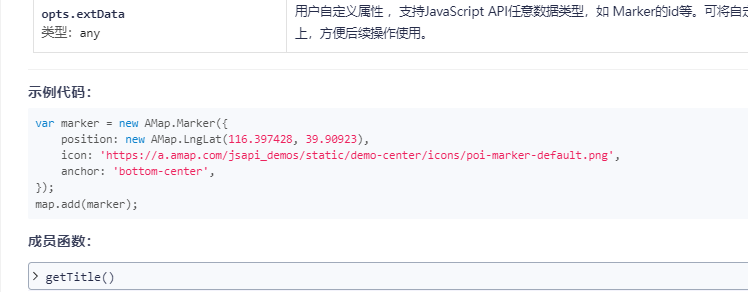 opts.extData
类型：any
用户自定义属性 ，支持JavaScript API任意数据类型，如 Marker的id等。可将自定
上，方便后续操作使用。
示例代码：
var marker = new AMap.Marker({
    position: new AMap.LngLat(116.397428, 39.90923),
    icon: 'https://a.amap.com/jsapi_demos/static/demo-center/icons/poi-marker-default.png',
    anchor: 'bottom-center',
});
map.add(marker);
成员函数：
> getTitle()